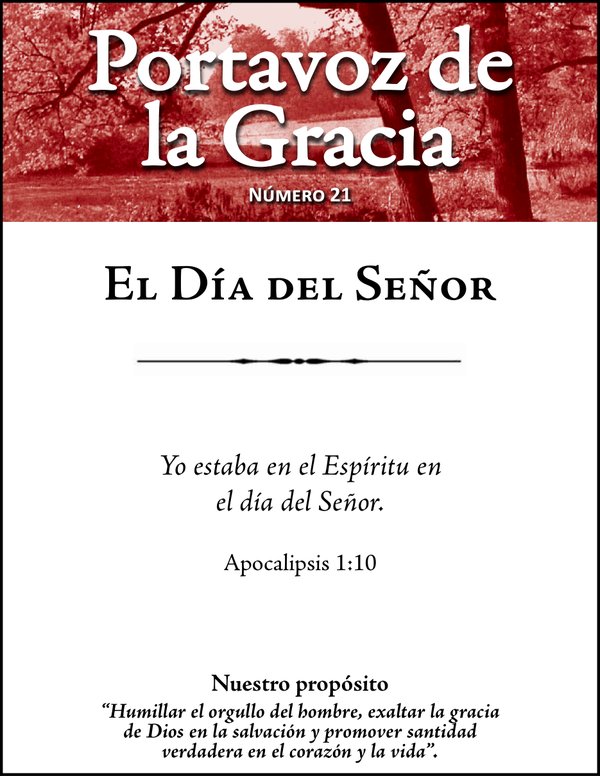 Portavoz de
la Gracia
Número 21
El Día del Señor
Yo estaba en el Espíritu en
el día del Señor.
Apocalipsis 1:10
Nuestro propósito
“Humillar el orgullo del hombre, exaltar la gracia
de Dios en la salvación y promover santidad
verdadera en el corazón y la vida”.